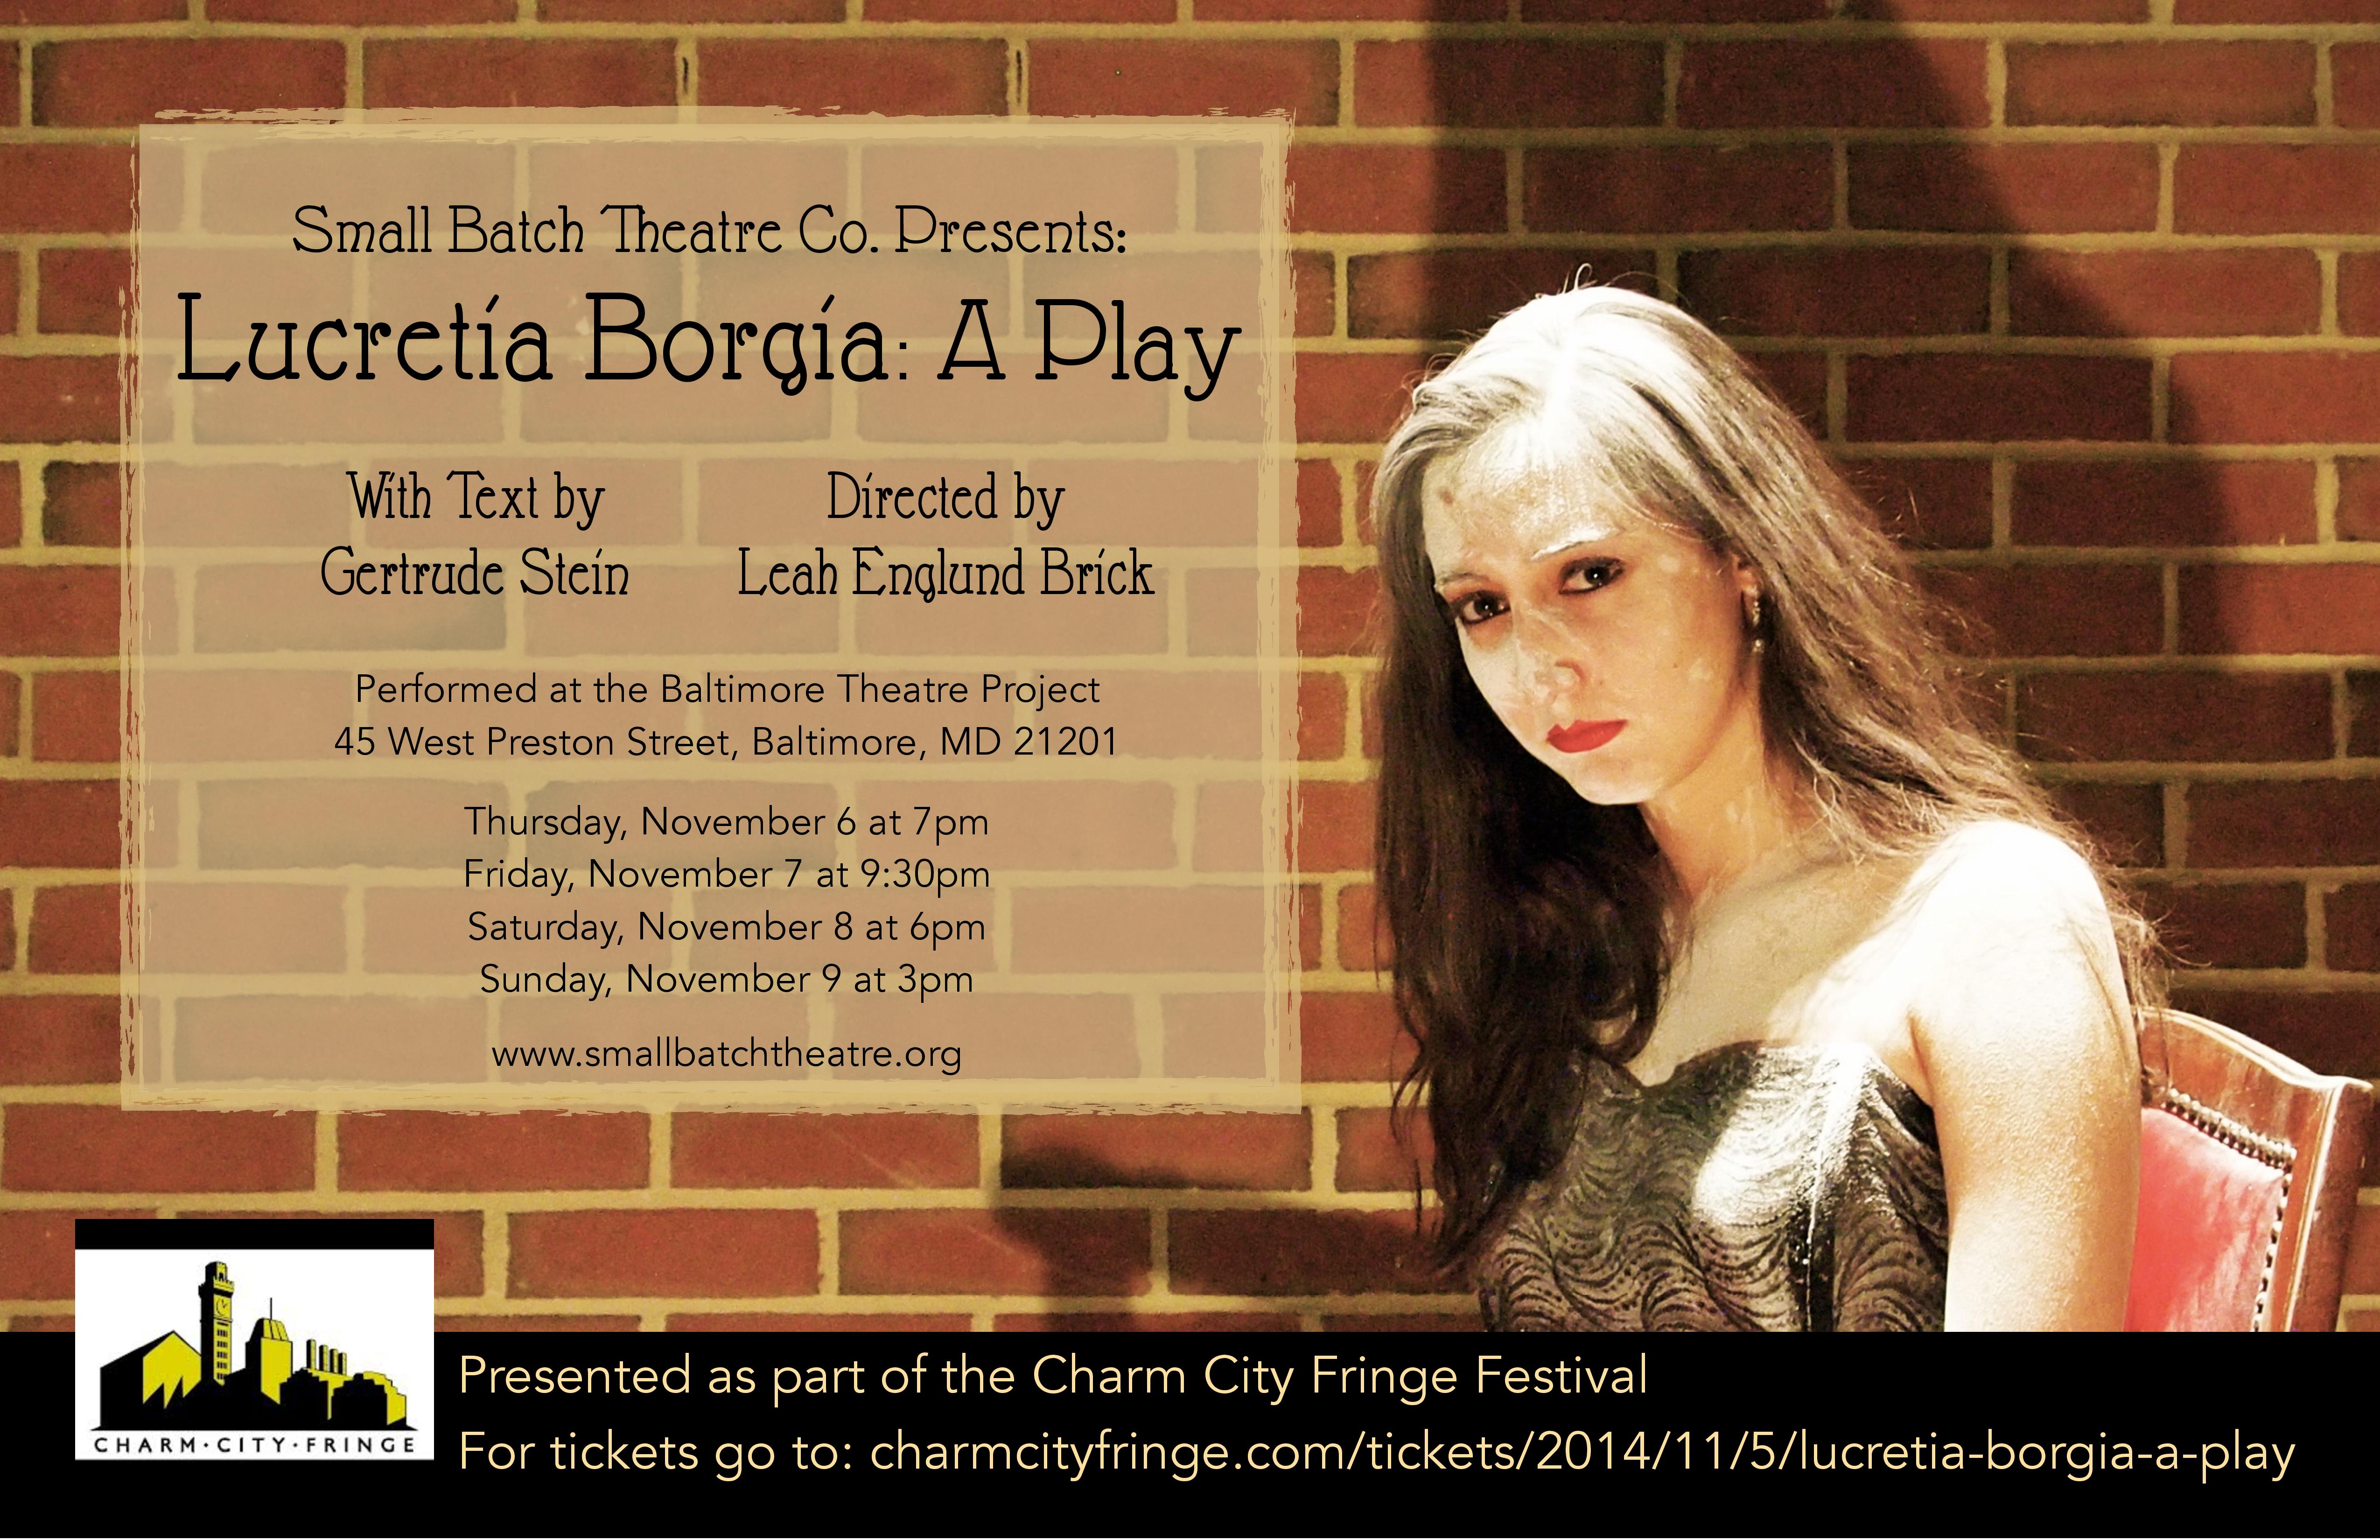 Small Batch Theatre Co. Presents:
Lucretia Borgia: A Play
With Text by
Gertrude Stein
Directed by
Leah Englund Brick
Performed at the Baltimore Theatre Project
45 West Preston Street, Baltimore, MD 21201
Thursday, November 6 at 7pm
Friday, November 7 at 9:30pm
Saturday, November 8 at 6pm
Sunday, November 9 at 3pm
www.smallbatchtheatre.org
CHARM·CITY·FRINGE
Presented as part of the Charm City Fringe Festival
For tickets go to: charmcityfringe.com/tickets/2014/11/5/lucretia-borgia-a-play